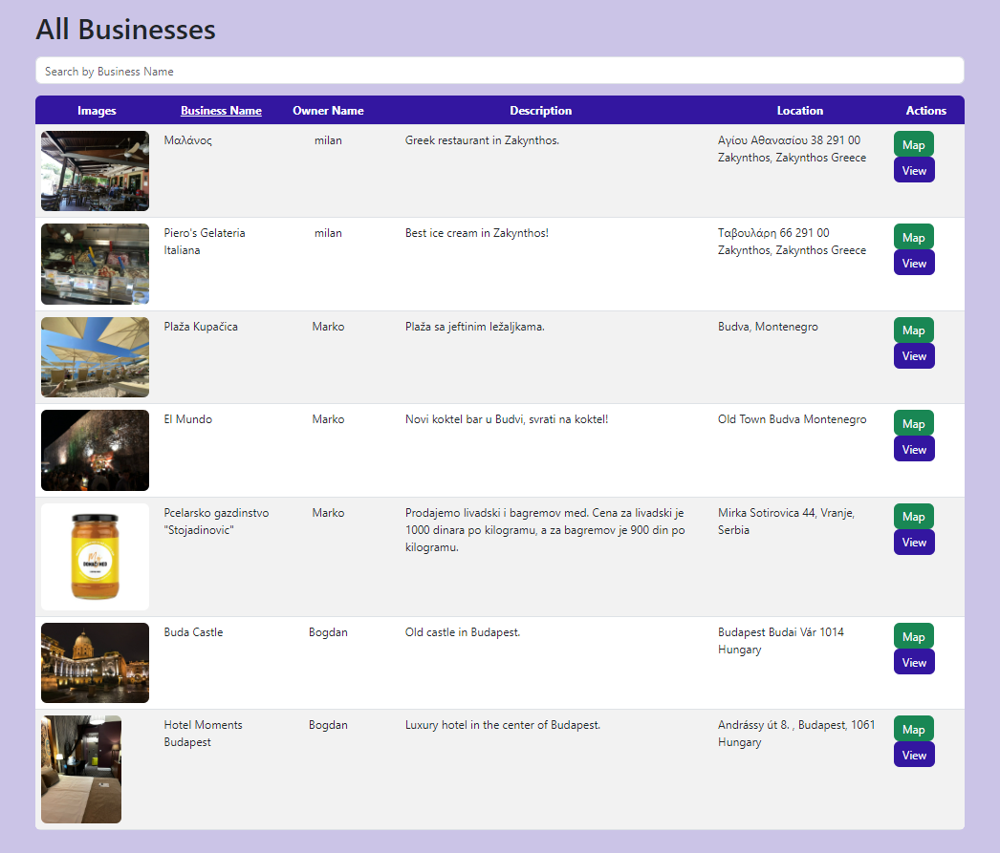 All Businesses
Search by Business Name
Images Business Name Owner Name Description Location Actions
Μαλάνος milan Greek restaurant in Zakynthos. Αγίου Αθανασίου 38 291 00 Map
Zakynthos, Zakynthos Greece View
Piero's Gelateria milan Best ice cream in Zakynthos! Ταβουλάρη 66 291 00 Map
Italiana Zakynthos, Zakynthos Greece View
Plaža Kupačica Marko Plaža sa jeftinim ležaljkama. Budva, Montenegro Map
View
El Mundo Marko Novi koktel bar u Budvi, svrati na koktel! Old Town Budva Montenegro Map
View
Pcelarsko gazdinstvo Marko Prodajemo livadski i bagremov med. Cena za livadski je Mirka Sotirovica 44, Vranje, Map
"Stojadinovic" 1000 dinara po kilogramu, a za bagremov je 900 din po Serbia View
kilogramu.
Buda Castle Bogdan Old castle in Budapest. Budapest Budai Vár 1014 Map
Hungary View
Hotel Moments Bogdan Luxury hotel in the center of Budapest. Andrássy út 8. , Budapest, 1061 Map
Budapest Hungary View